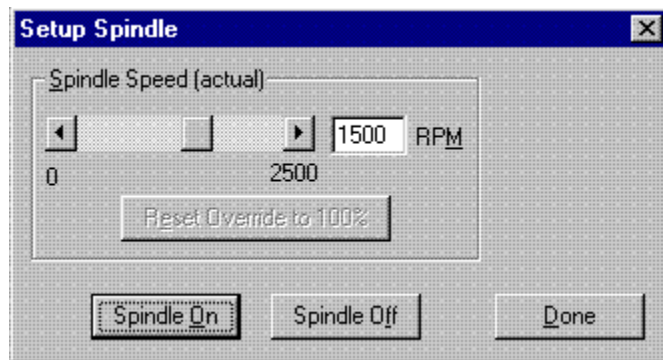 Setup Spindle
Spindle Speed (actual)
1500 RPM
0 2500
Reset Override to 100%
Spindle On Spindle Off Done